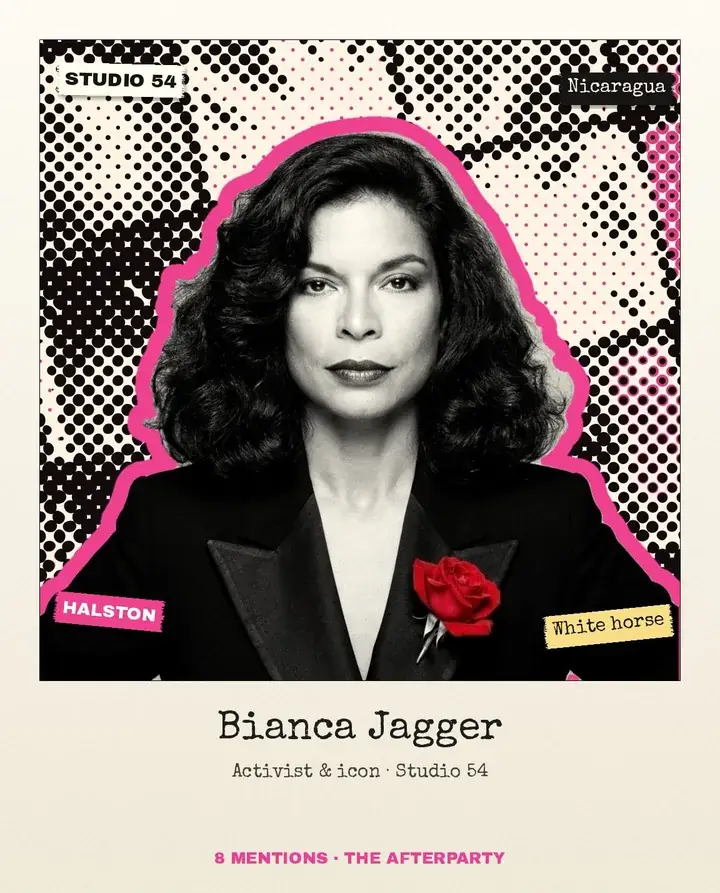 STUDIO 54
Nicaragua
HALSTON
White horse
Bianca Jagger
Activist & icon · Studio 54
8 MENTIONS · THE AFTERPARTY